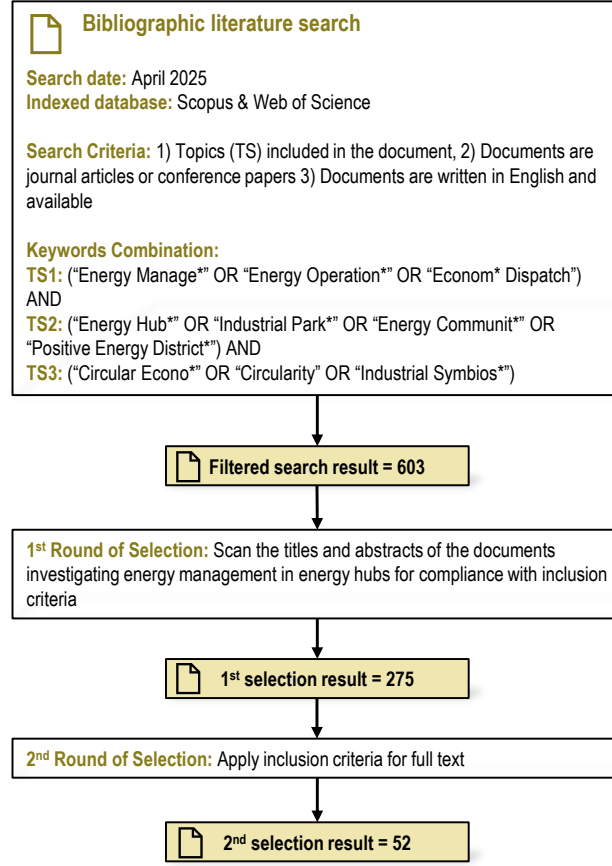 Bibliographic literature search
Search date: April 2025
Indexed database: Scopus & Web of Science
Search Criteria: 1) Topics (TS) included in the document, 2) Documents are
journal articles or conference papers 3) Documents are written in English and
available
Keywords Combination:
TS1: (“Energy Manage*” OR “Energy Operation*” OR “Econom* Dispatch”)
AND
TS2: (“Energy Hub*” OR “Industrial Park*” OR “Energy Communit*” OR
“Positive Energy District*”) AND
TS3: (“Circular Econo*” OR “Circularity” OR “Industrial Symbios*”)
Filtered search result = 603
1st Round of Selection: Scan the titles and abstracts of the documents
investigating energy management in energy hubs for compliance with inclusion
criteria
1st selection result = 275
2nd Round of Selection: Apply inclusion criteria for full text
2nd selection result = 52